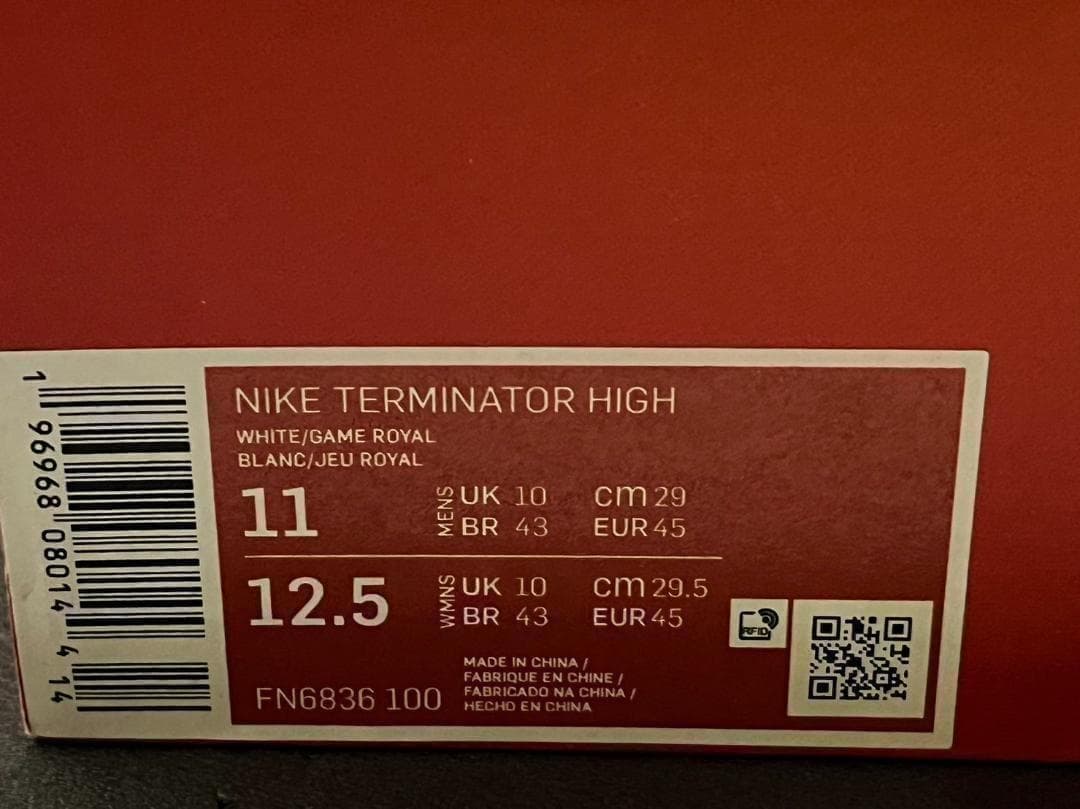 NIKE TERMINATOR HIGH
WHITE/GAME ROYAL
BLANC/JEU ROYAL
11 MENS UK 10 cm 29
BR 43 EUR 45
12.5 WMNS UK 10 cm 29.5
BR 43 EUR 45
RFID
FN6836 100
MADE IN CHINA /
FABRIQUE EN CHINE /
FABRICADO NA CHINA /
HECHO EN CHINA
1 96968 08014 4 14